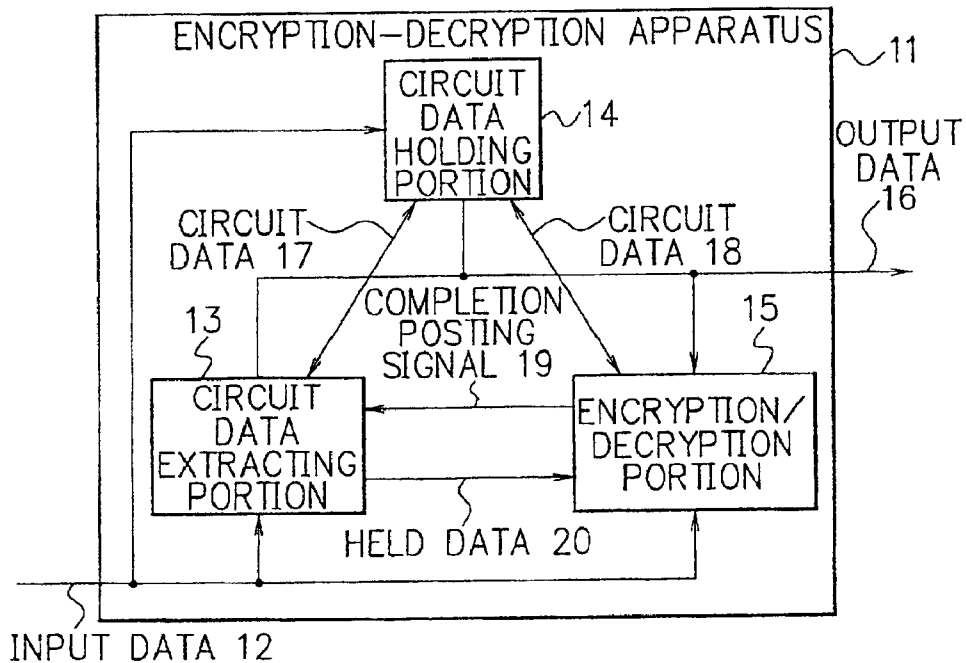 ENCRYPTION-DECRYPTION APPARATUS
11
CIRCUIT
DATA
HOLDING
PORTION
14
OUTPUT
DATA
16
CIRCUIT
DATA 17
CIRCUIT
DATA 18
COMPLETION
POSTING
SIGNAL 19
13
15
CIRCUIT
DATA
EXTRACTING
PORTION
ENCRYPTION/
DECRYPTION
PORTION
HELD DATA 20
INPUT DATA 12